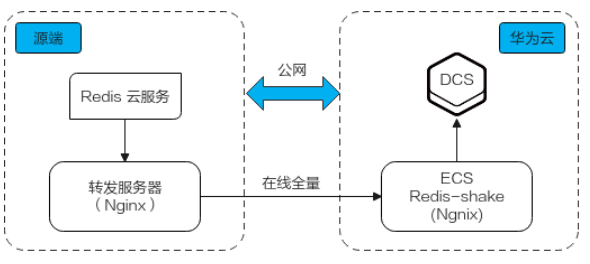 源端
华为云
公网
DCS
Redis 云服务
转发服务器
（Nginx）
在线全量
ECS
Redis-shake
(Ngnix)